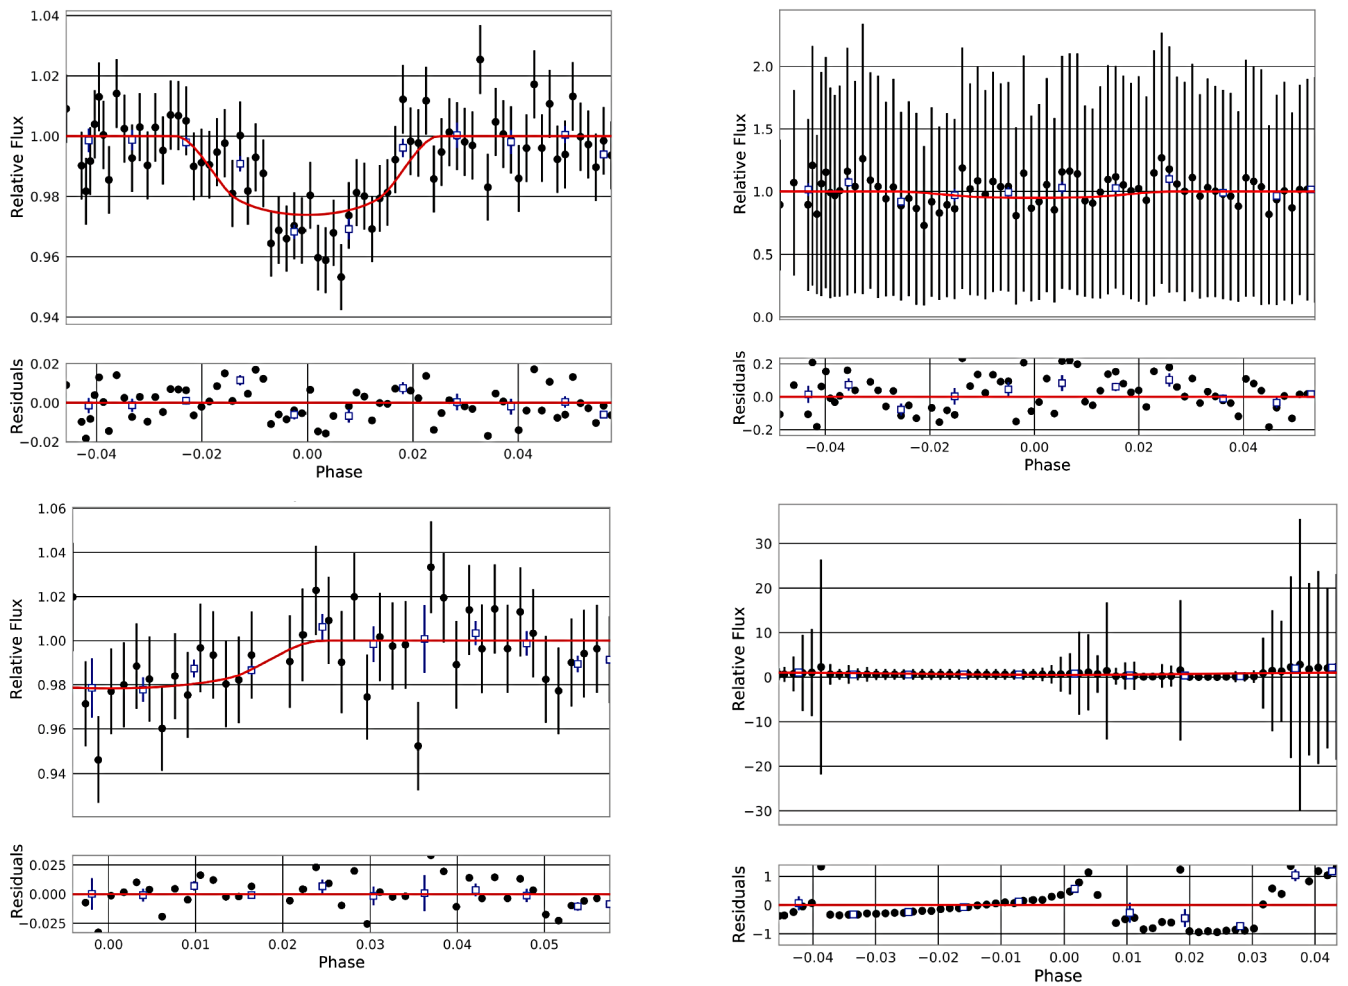 1.04
1.02
1.00
0.98
0.96
0.94
Relative Flux
0.02
0.00
−0.02
Residuals
−0.04 −0.02 0.00 0.02 0.04
Phase
2.0
1.5
1.0
0.5
0.0
Relative Flux
0.2
0.0
−0.2
Residuals
−0.04 −0.02 0.00 0.02 0.04
Phase
1.06
1.04
1.02
1.00
0.98
0.96
0.94
Relative Flux
0.025
0.000
−0.025
Residuals
0.00 0.01 0.02 0.03 0.04 0.05
Phase
30
20
10
0
−10
−20
−30
Relative Flux
1
0
−1
Residuals
−0.04 −0.03 −0.02 −0.01 0.00 0.01 0.02 0.03 0.04
Phase